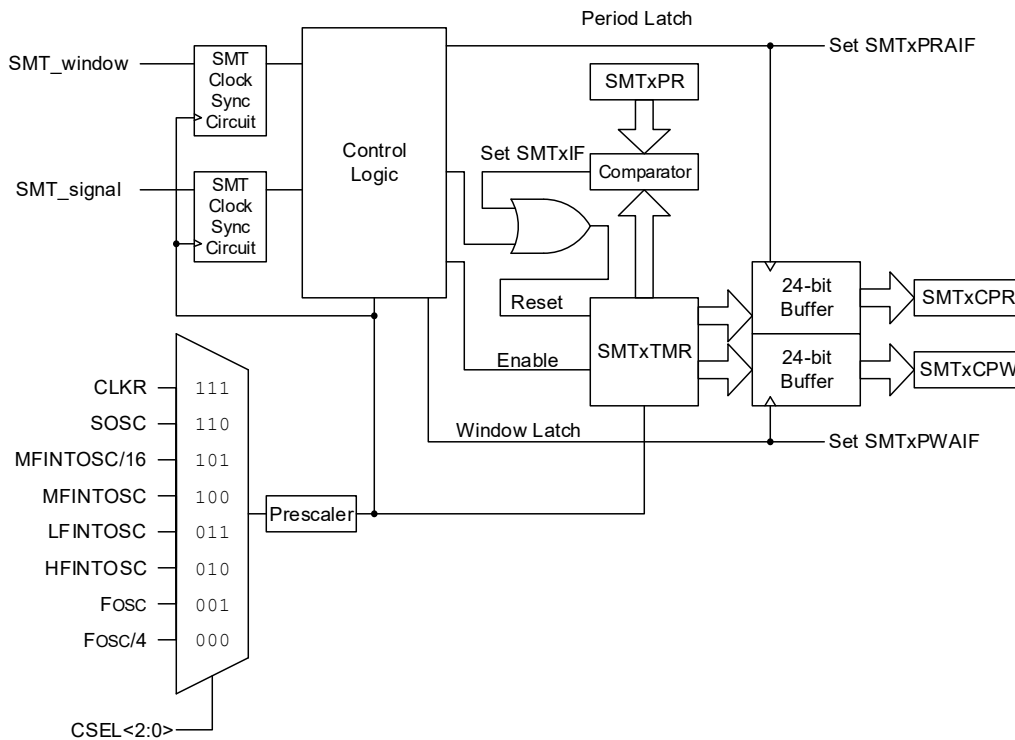 Period Latch
Set SMTxPRAIF
SMT_window
SMT
Clock
Sync
Circuit
SMTxPR
Control
Logic
Set SMTxIF
Comparator
SMT_signal
SMT
Clock
Sync
Circuit
24-bit
Buffer
SMTxCPR
Reset
SMTxTMR
Enable
24-bit
Buffer
SMTxCPW
Window Latch
Set SMTxPWAIF
CLKR 111
SOSC 110
MFINTOSC/16 101
MFINTOSC 100
LFINTOSC 011
HFINTOSC 010
FOSC 001
FOSC/4 000
Prescaler
CSEL<2:0>